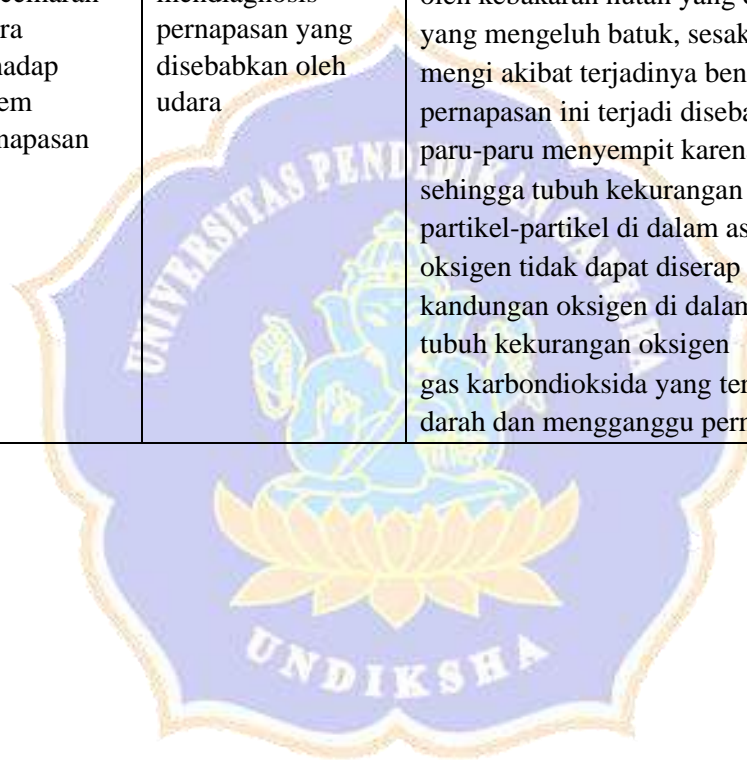 cemaran
ra
hadap
em
napasan
mendiagnosis
pernapasan yang
disebabkan oleh
udara
oleh kebakaran hutan yang
yang mengeluh batuk, sesak
mengi akibat terjadinya ben
pernapasan ini terjadi diseba
paru-paru menyempit karen
sehingga tubuh kekurangan
partikel-partikel di dalam as
oksigen tidak dapat diserap
kandungan oksigen di dalam
tubuh kekurangan oksigen
gas karbondioksida yang ter
darah dan mengganggu pern
UNIVERSITAS PENDIDIKAN GANESHA
UNDIKSHA